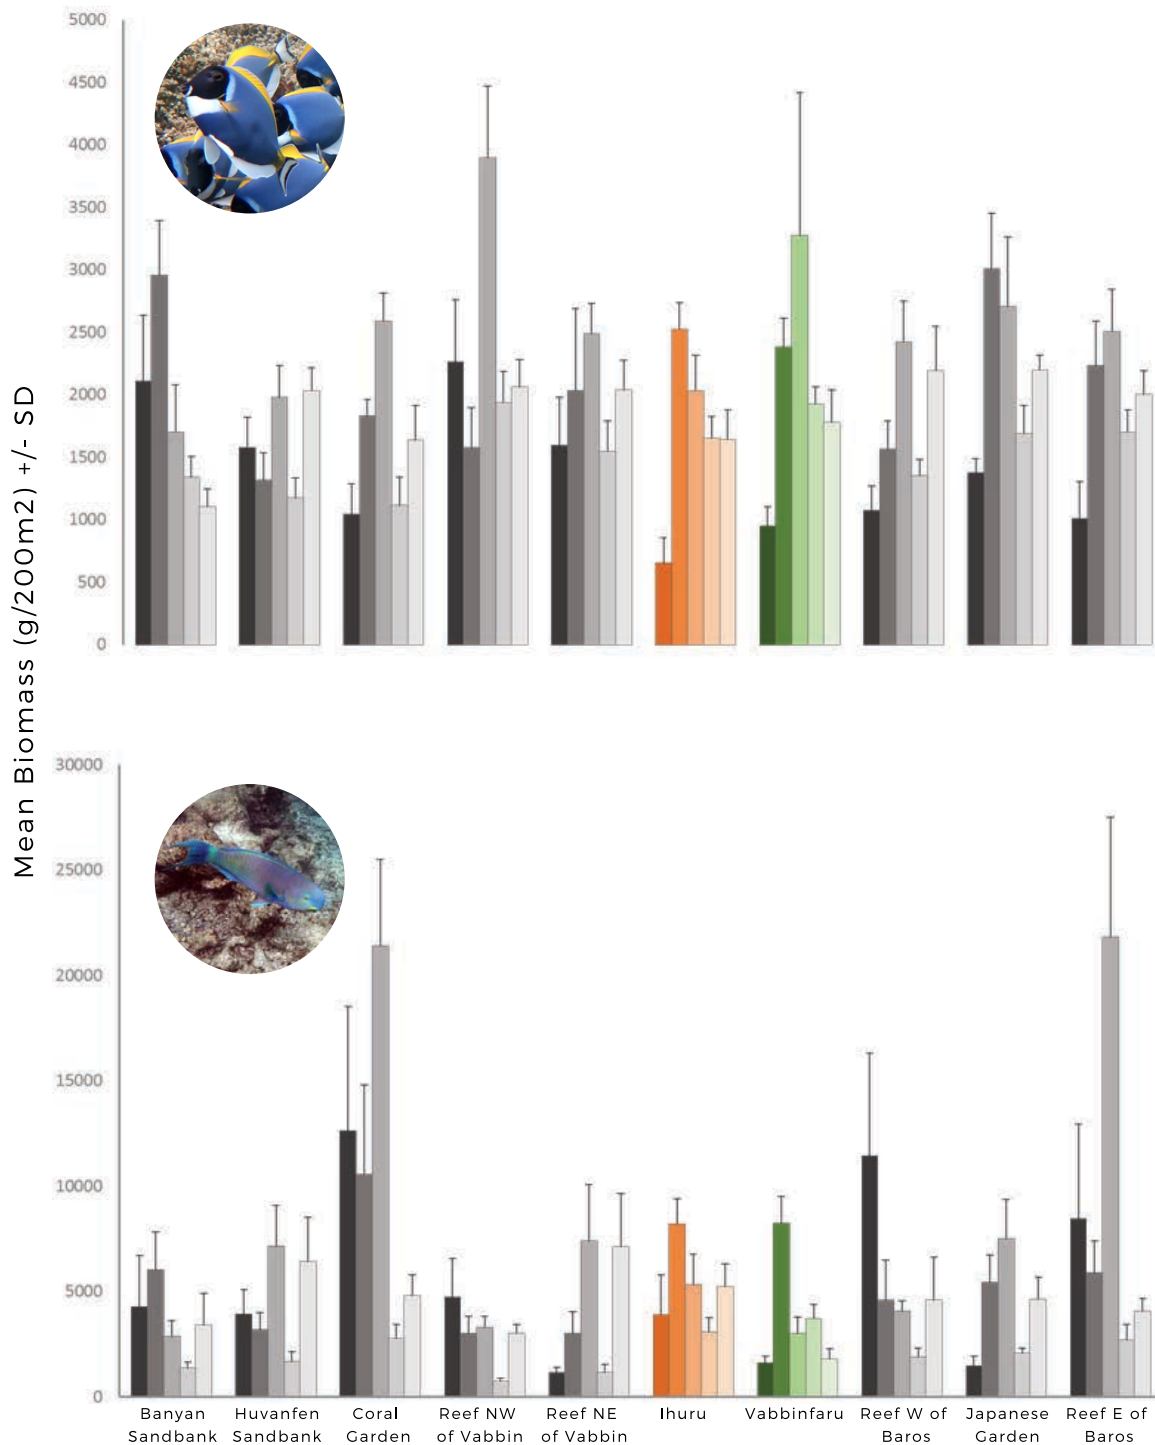 Mean Biomass (g/200m2) +/- SD
5000
4500
4000
3500
3000
2500
2000
1500
1000
500
0
30000
25000
20000
15000
10000
5000
0
Banyan Sandbank
Huvanfen Sandbank
Coral Garden
Reef NW of Vabbin
Reef NE of Vabbin
Ihuru
Vabbinfaru
Reef W of Baros
Japanese Garden
Reef E of Baros